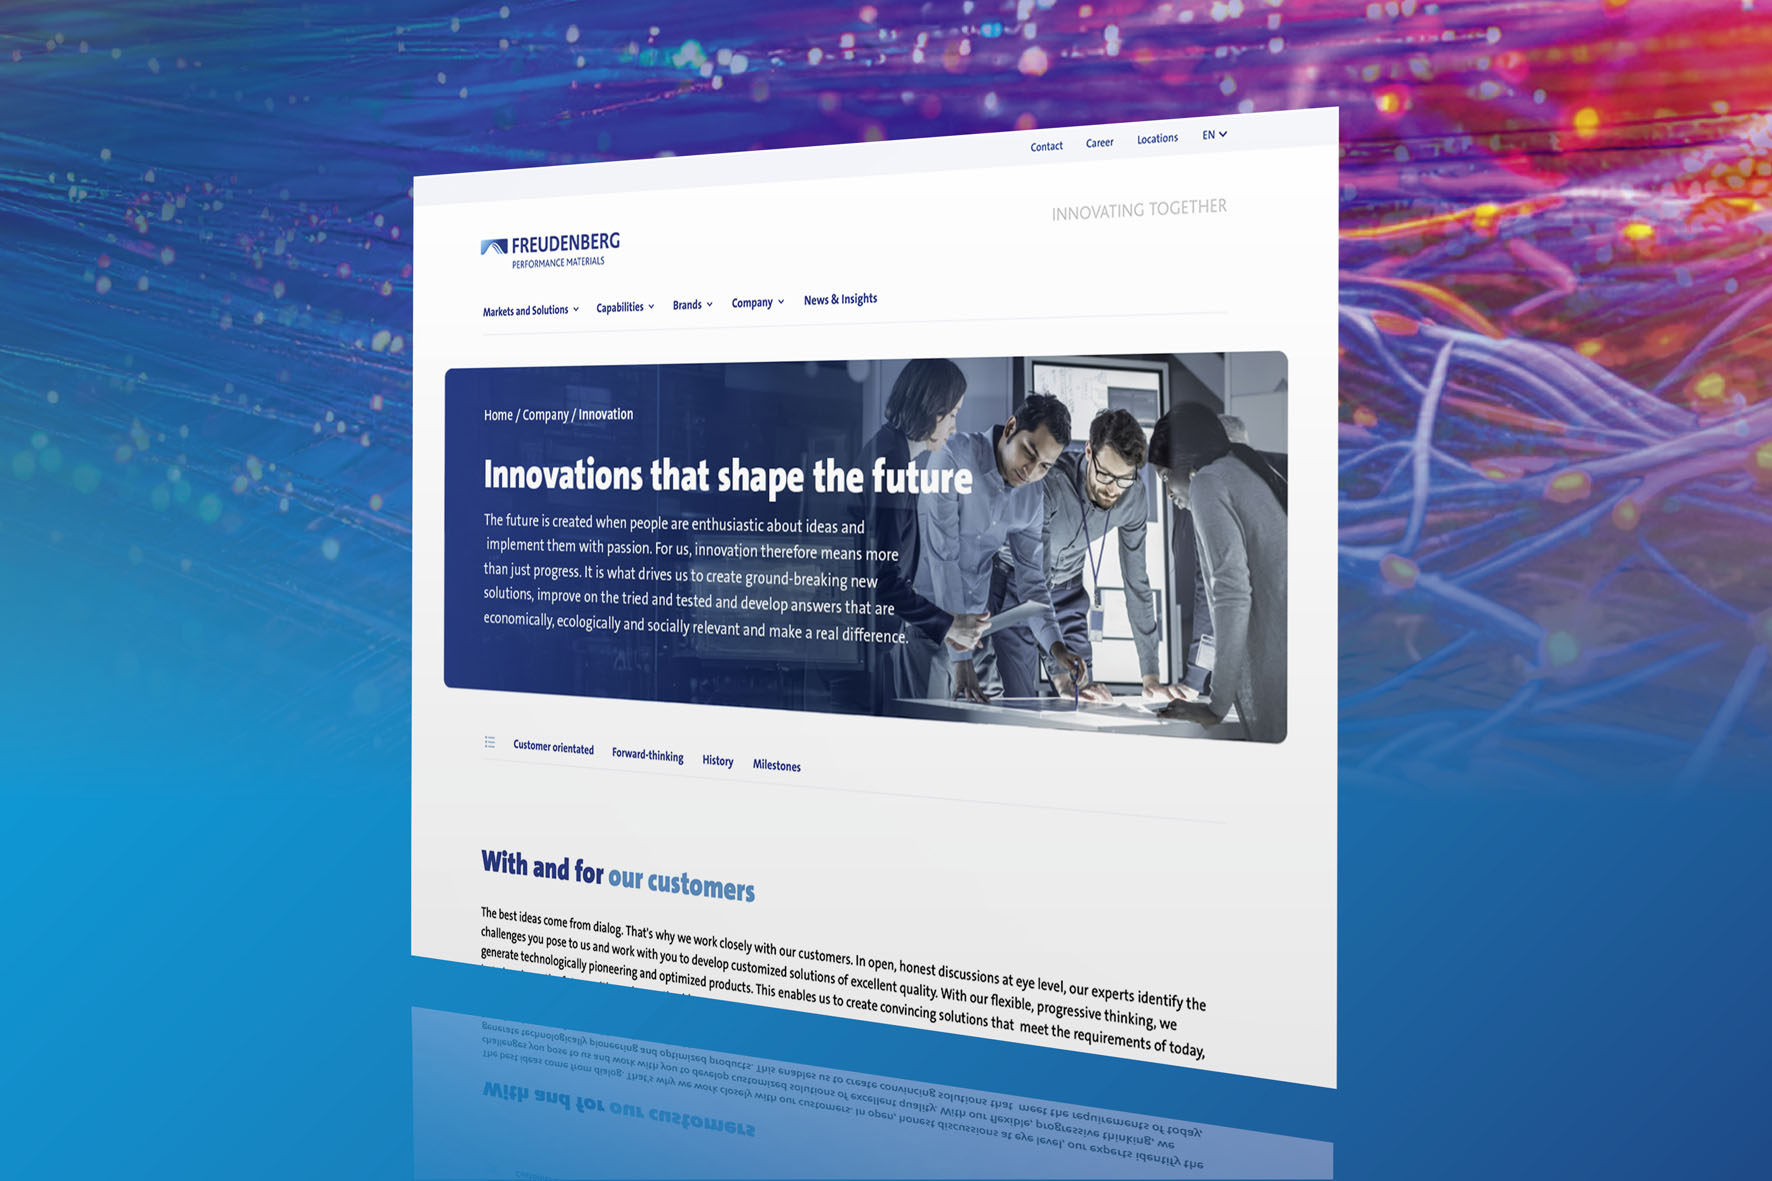 Contact Career Locations EN
INNOVATING TOGETHER
FREUDENBERG
PERFORMANCE MATERIALS
Markets and Solutions Capabilities Brands Company News & Insights
Home / Company / Innovation
Innovations that shape the future
The future is created when people are enthusiastic about ideas and
implement them with passion. For us, innovation therefore means more
than just progress. It is what drives us to create ground-breaking new
solutions, improve on the tried and tested and develop answers that are
economically, ecologically and socially relevant and make a real difference.
Customer orientated Forward-thinking History Milestones
With and for our customers
The best ideas come from dialog. That's why we work closely with our customers. In open, honest discussions at eye level, our experts identify the
challenges you pose to us and work with you to develop customized solutions of excellent quality. With our flexible, progressive thinking, we
generate technologically pioneering and optimized products. This enables us to create convincing solutions that meet the requirements of today,